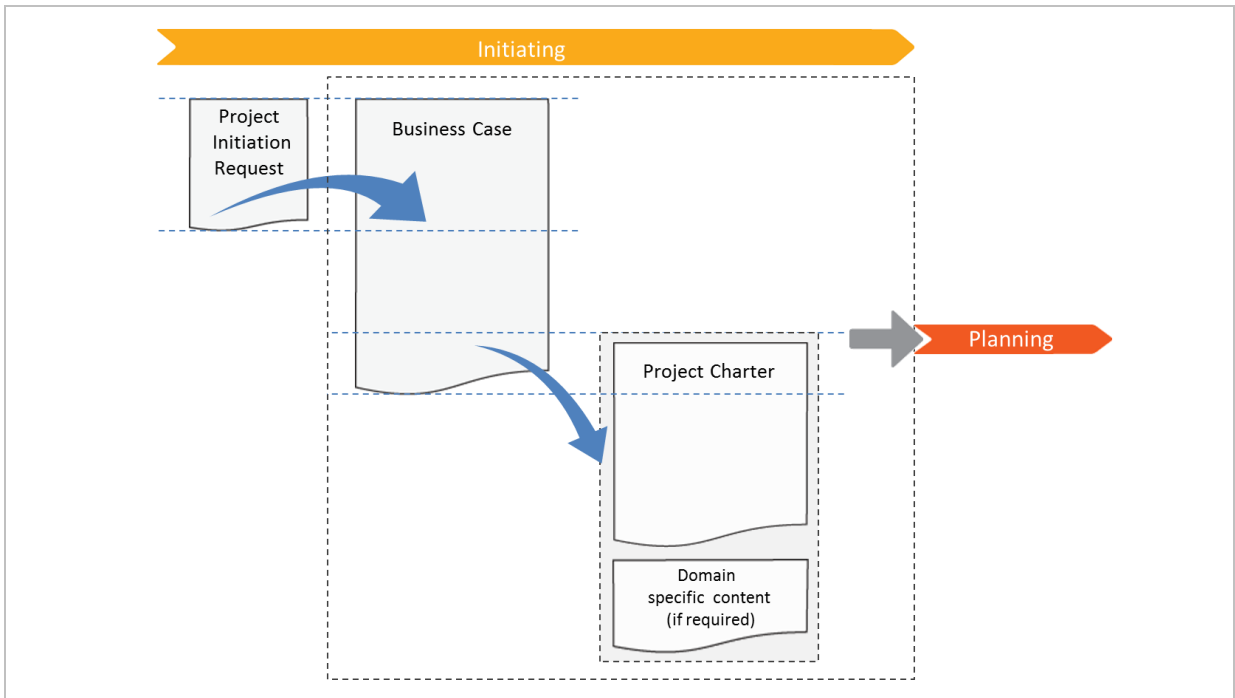 Initiating
Project
Initiation
Request
Business Case
Planning
Project Charter
Domain
specific content
(if required)